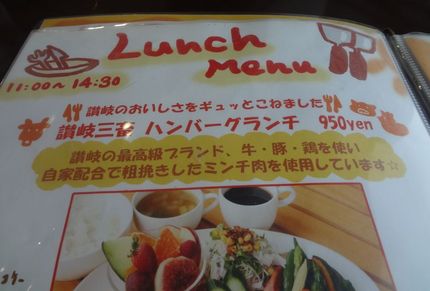 Lunch
Menu
11:00～14:30
讃岐のおいしさをギュッとこねました
讃岐三畜 ハンバーグランチ 950yen
讃岐の最高級ブランド、牛・豚・鶏を使い
自家配合で粗挽きしたミンチ肉を使用しています☆